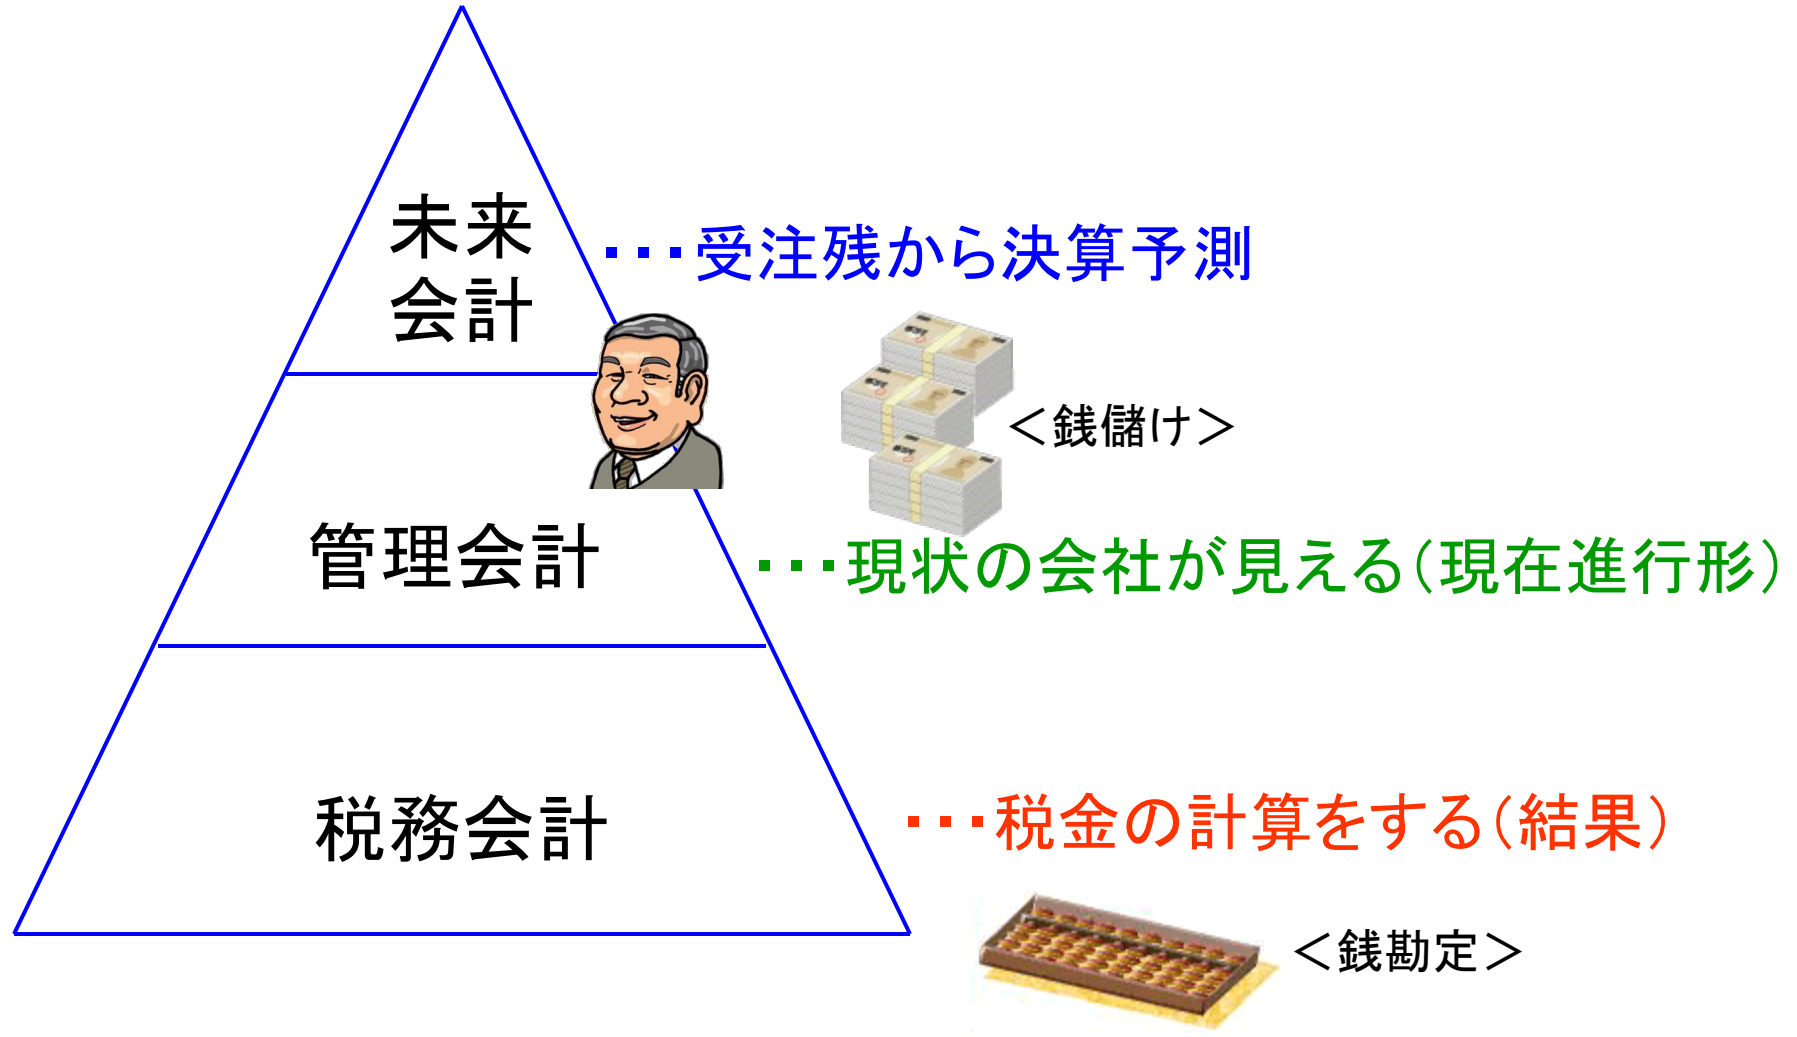 未来
会計
・・・受注残から決算予測
＜銭儲け＞
管理会計
・・・現状の会社が見える（現在進行形）
税務会計
・・・税金の計算をする（結果）
＜銭勘定＞